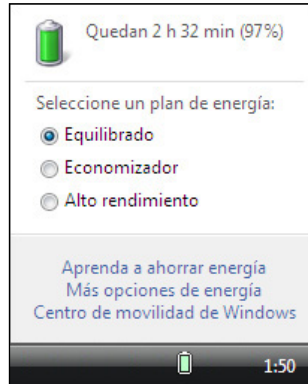 Quedan 2 h 32 min (97%)
Seleccione un plan de energía:
Equilibrado
Economizador
Alto rendimiento
Aprenda a ahorrar energía
Más opciones de energía
Centro de movilidad de Windows
1:50